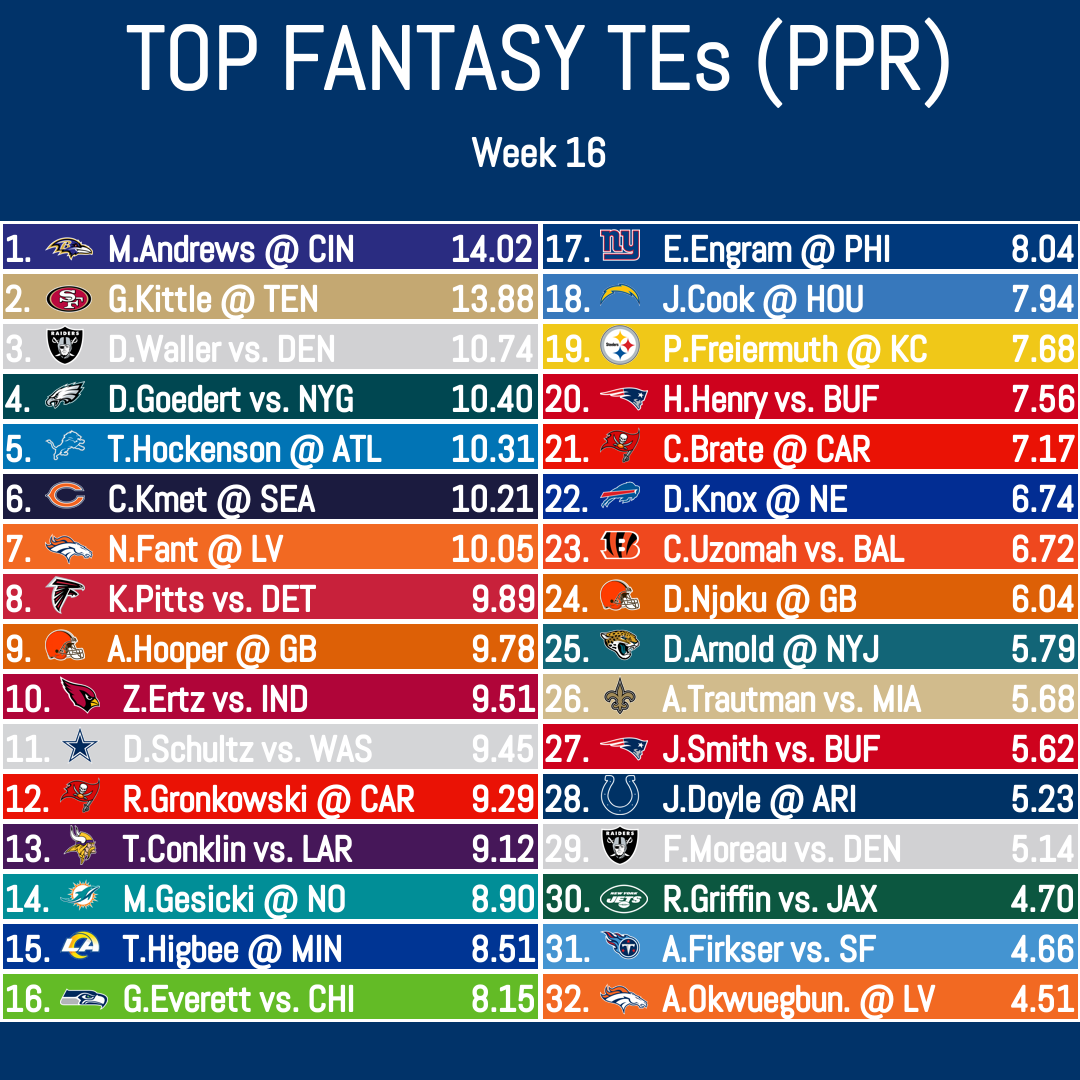 TOP FANTASY TEs (PPR)
Week 16
1. M.Andrews @ CIN 14.02
2. G.Kittle @ TEN 13.88
3. D.Waller vs. DEN 10.74
4. D.Goedert vs. NYG 10.40
5. T.Hockenson @ ATL 10.31
6. C.Kmet @ SEA 10.21
7. N.Fant @ LV 10.05
8. K.Pitts vs. DET 9.89
9. A.Hooper @ GB 9.78
10. Z.Ertz vs. IND 9.51
11. D.Schultz vs. WAS 9.45
12. R.Gronkowski @ CAR 9.29
13. T.Conklin vs. LAR 9.12
14. M.Gesicki @ NO 8.90
15. T.Higbee @ MIN 8.51
16. G.Everett vs. CHI 8.15
17. E.Engram @ PHI 8.04
18. J.Cook @ HOU 7.94
19. P.Freiermuth @ KC 7.68
20. H.Henry vs. BUF 7.56
21. C.Brate @ CAR 7.17
22. D.Knox @ NE 6.74
23. C.Uzomah vs. BAL 6.72
24. D.Njoku @ GB 6.04
25. D.Arnold @ NYJ 5.79
26. A.Trautman vs. MIA 5.68
27. J.Smith vs. BUF 5.62
28. J.Doyle @ ARI 5.23
29. F.Moreau vs. DEN 5.14
30. R.Griffin vs. JAX 4.70
31. A.Firkser vs. SF 4.66
32. A.Okwuegbun. @ LV 4.51